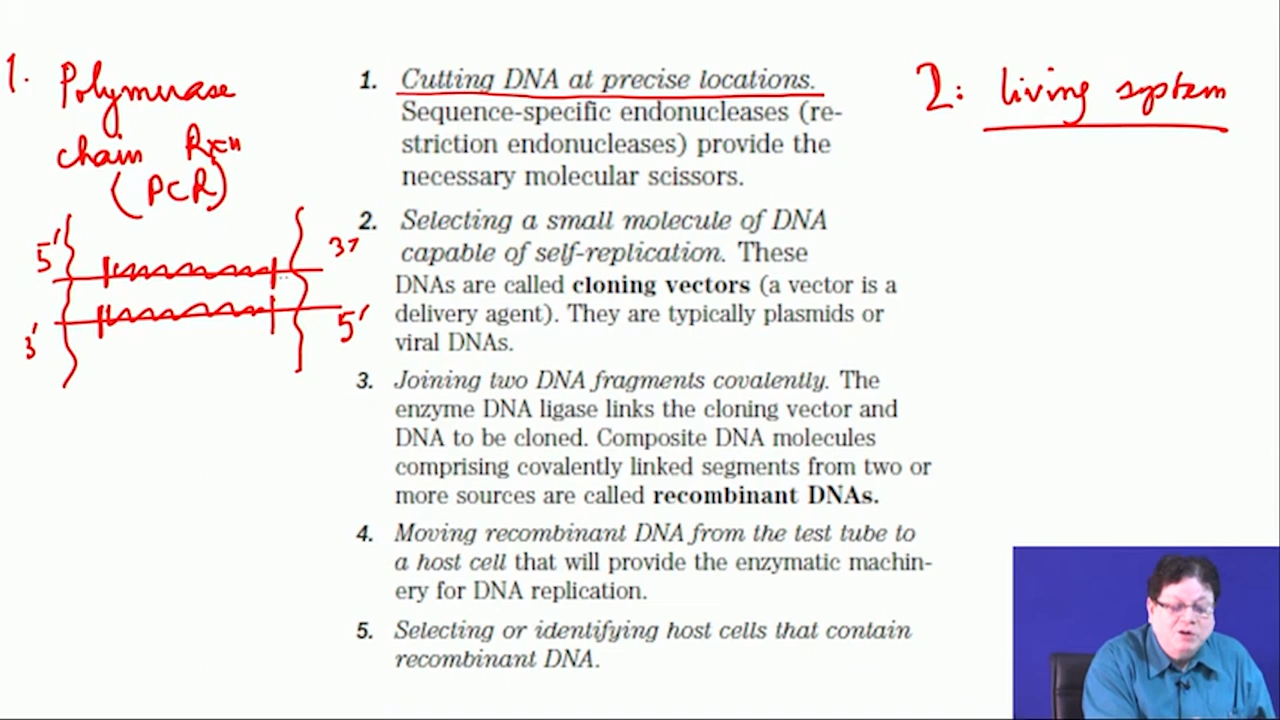 1. Polymerase
chain Rxn
(PCR)
5' 3'
3' 5'
1. Cutting DNA at precise locations.
Sequence-specific endonucleases (re-
striction endonucleases) provide the
necessary molecular scissors.
2. Selecting a small molecule of DNA
capable of self-replication. These
DNAs are called cloning vectors (a vector is a
delivery agent). They are typically plasmids or
viral DNAs.
3. Joining two DNA fragments covalently. The
enzyme DNA ligase links the cloning vector and
DNA to be cloned. Composite DNA molecules
comprising covalently linked segments from two or
more sources are called recombinant DNAs.
4. Moving recombinant DNA from the test tube to
a host cell that will provide the enzymatic machin-
ery for DNA replication.
5. Selecting or identifying host cells that contain
recombinant DNA.
2: living system